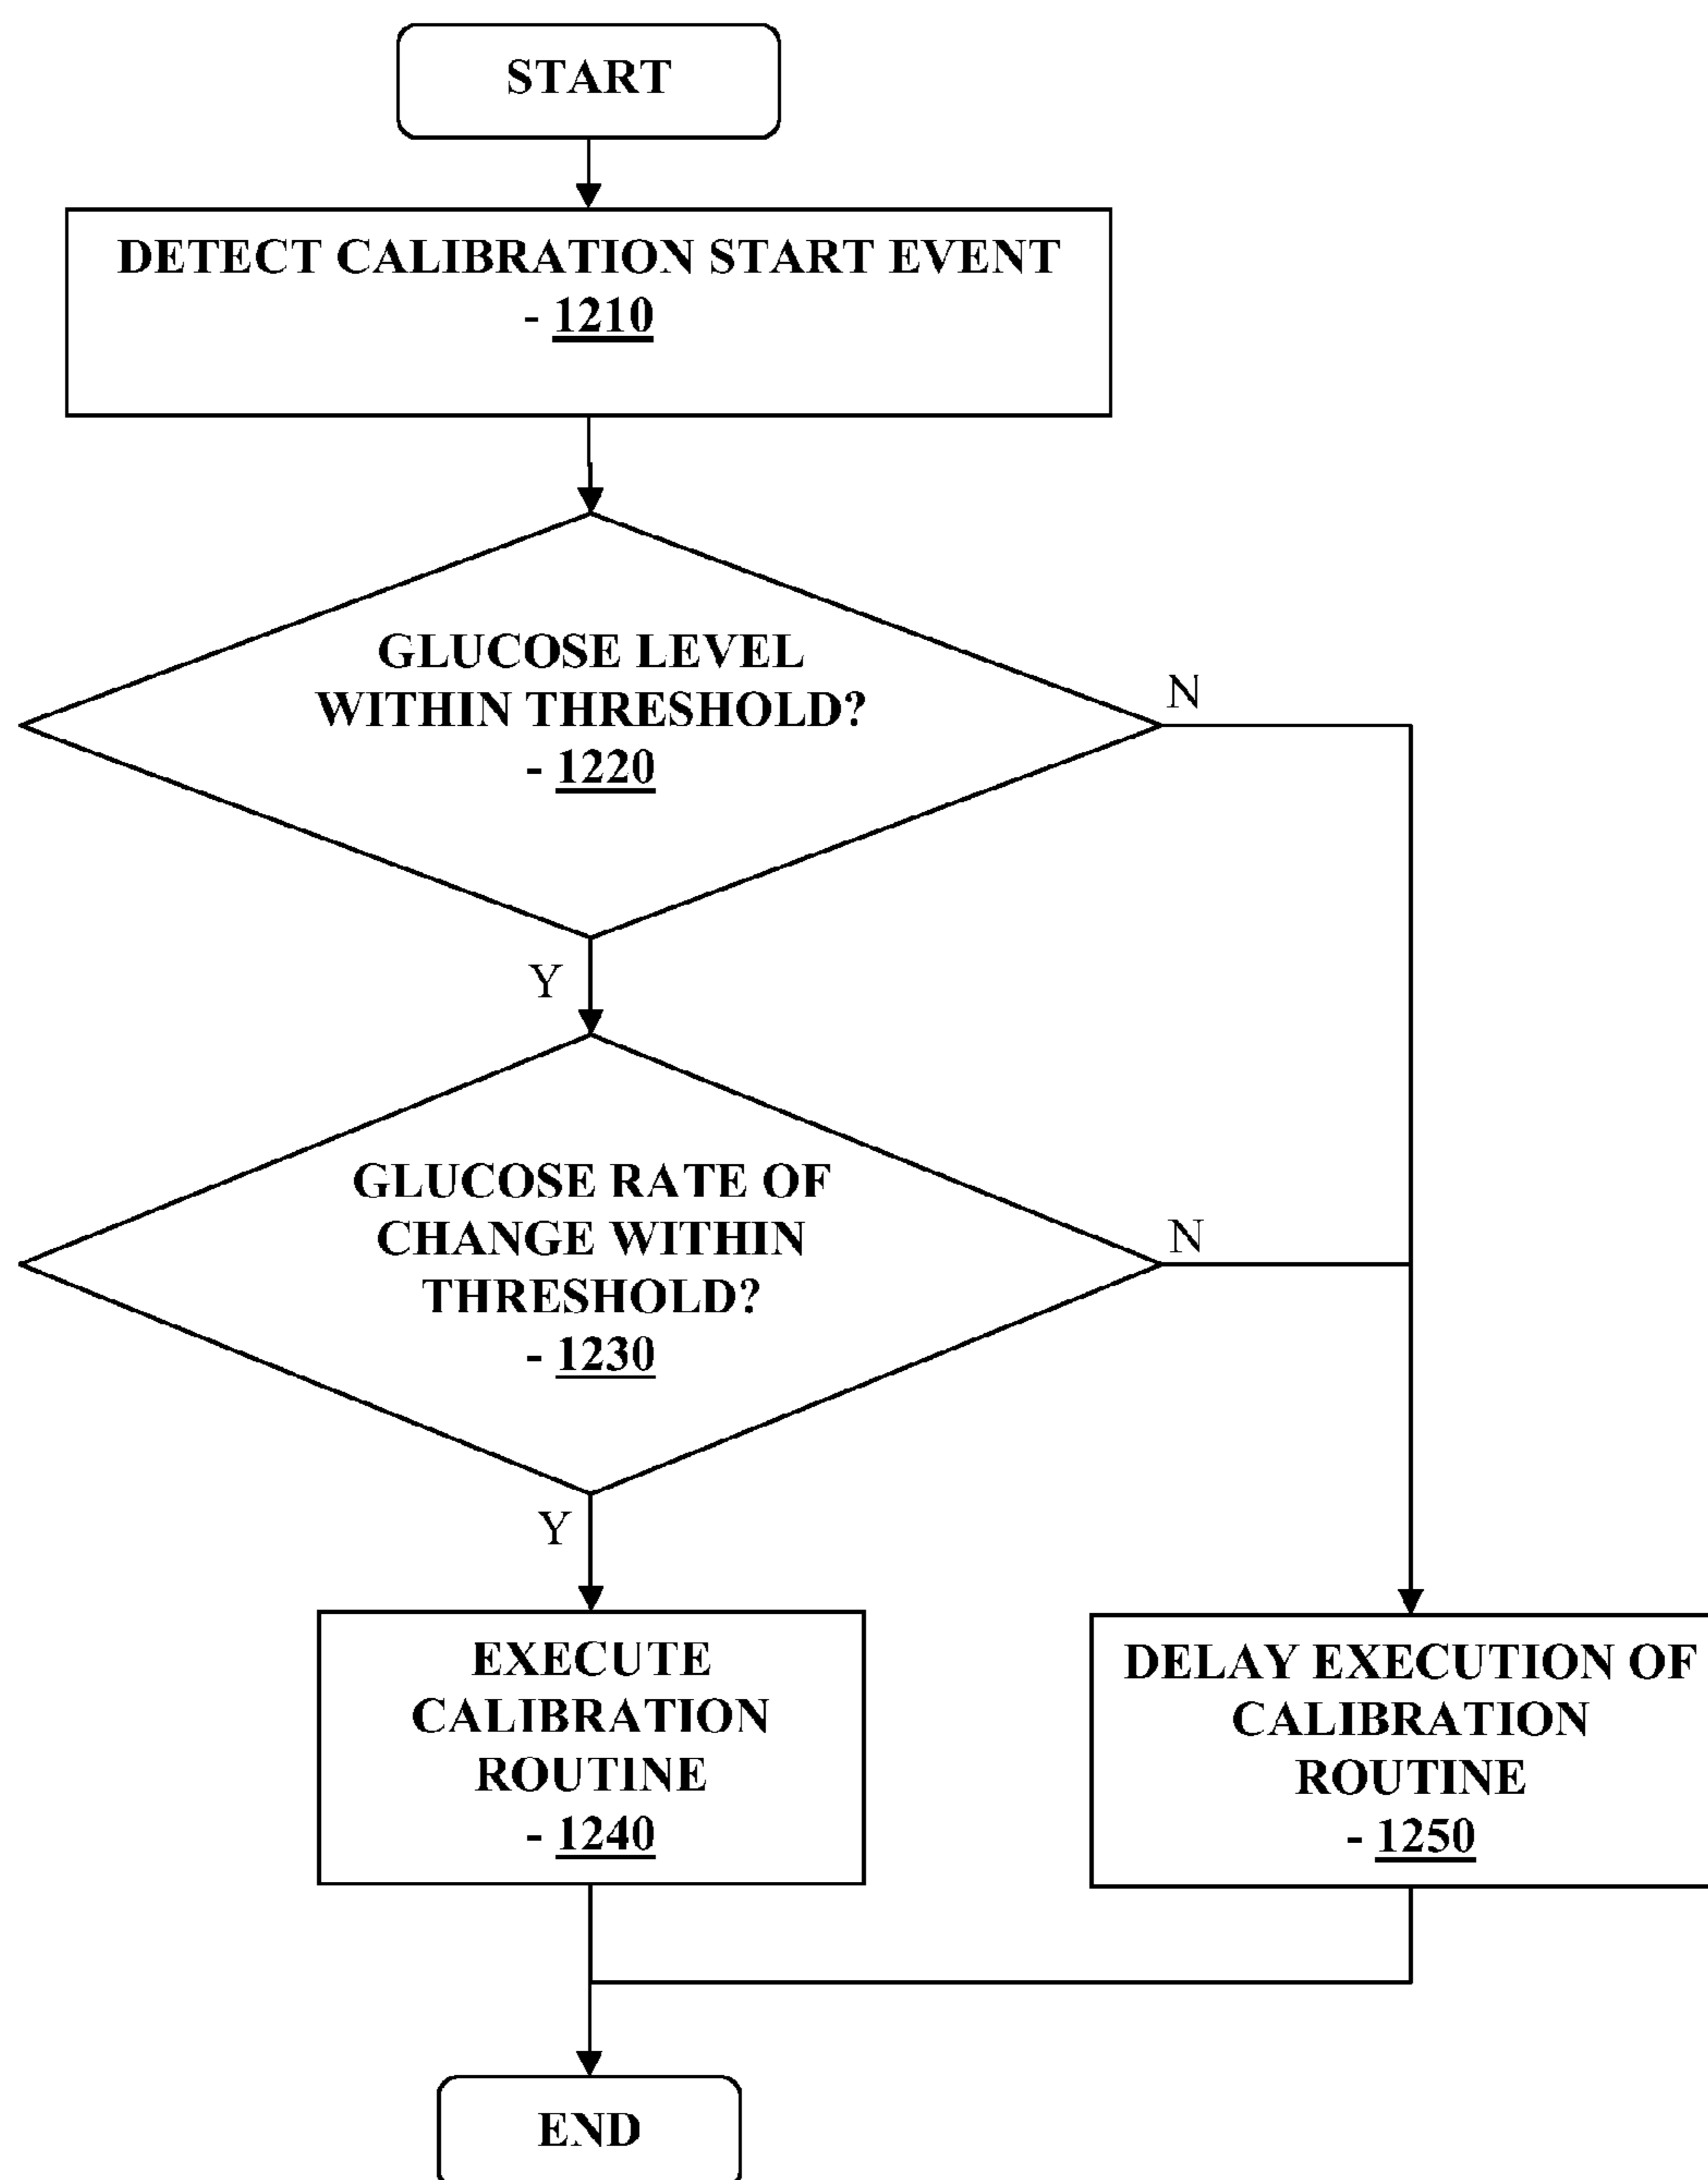 START
DETECT CALIBRATION START EVENT
- 1210
GLUCOSE LEVEL
WITHIN THRESHOLD?
- 1220
N
Y
GLUCOSE RATE OF
CHANGE WITHIN
THRESHOLD?
- 1230
N
Y
EXECUTE
CALIBRATION
ROUTINE
- 1240
DELAY EXECUTION OF
CALIBRATION
ROUTINE
- 1250
END